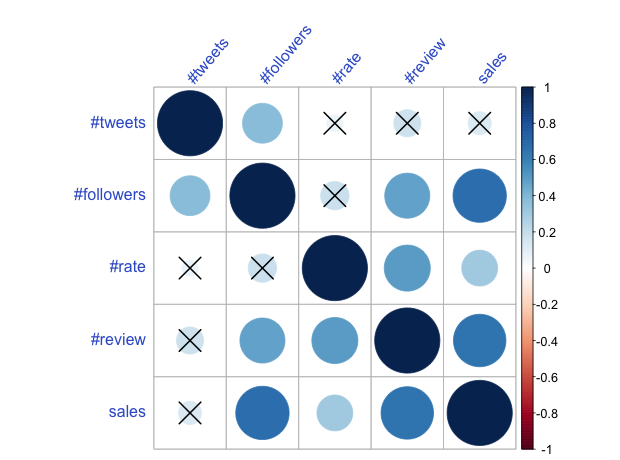 #tweets
#followers
#rate
#review
sales
#tweets
#followers
#rate
#review
sales
1
0.8
0.6
0.4
0.2
0
-0.2
-0.4
-0.6
-0.8
-1